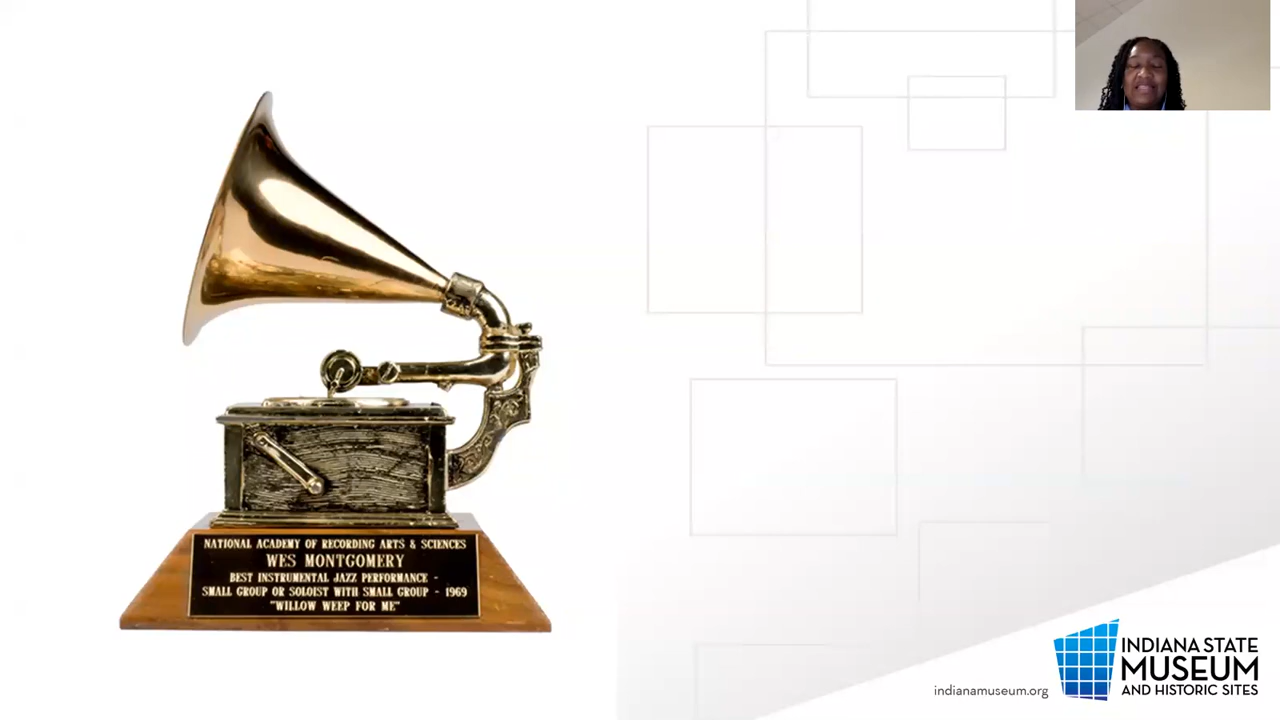 NATIONAL ACADEMY OF RECORDING ARTS & SCIENCES
WES MONTGOMERY
BEST INSTRUMENTAL JAZZ PERFORMANCE -
SMALL GROUP OR SOLOIST WITH SMALL GROUP - 1969
"WILLOW WEEP FOR ME"
indianamuseum.org
INDIANA STATE
MUSEUM
AND HISTORIC SITES